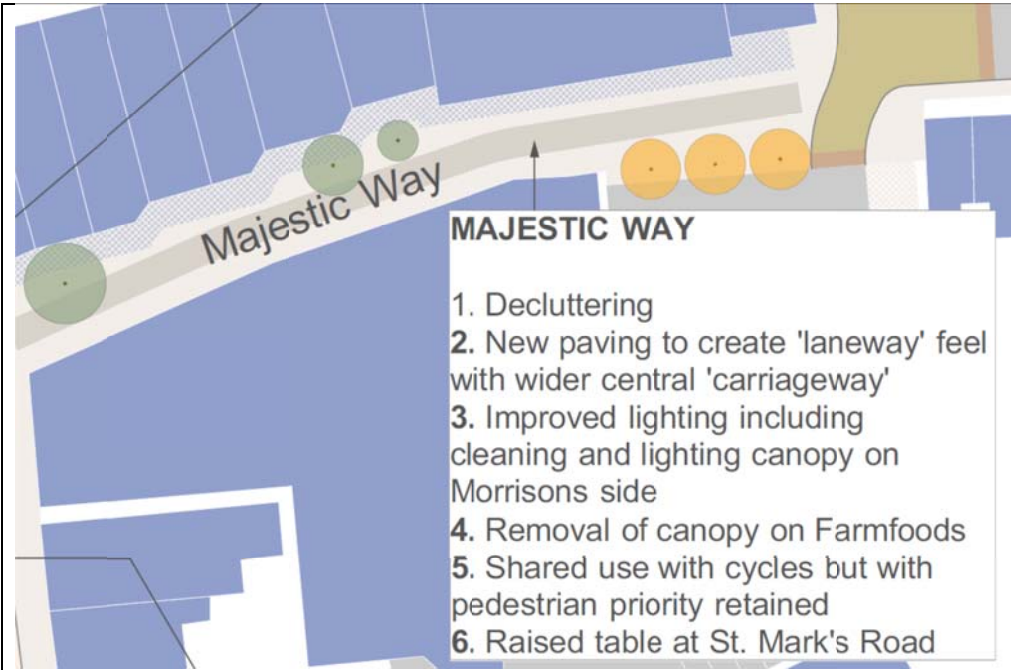 Majestic Way
MAJESTIC WAY
1. Decluttering
2. New paving to create 'laneway' feel
with wider central 'carriageway'
3. Improved lighting including
cleaning and lighting canopy on
Morrisons side
4. Removal of canopy on Farmfoods
5. Shared use with cycles but with
pedestrian priority retained
6. Raised table at St. Mark's Road